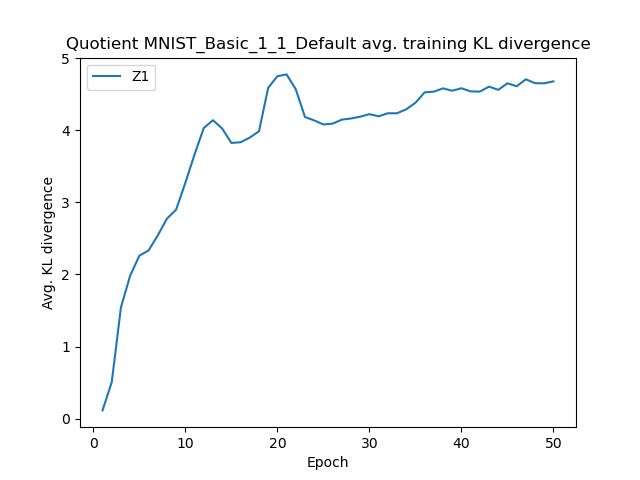 Quotient MNIST_Basic_1_1_Default avg. training KL divergence
Z1
5
4
3
2
1
0
Avg. KL divergence
0 10 20 30 40 50
Epoch